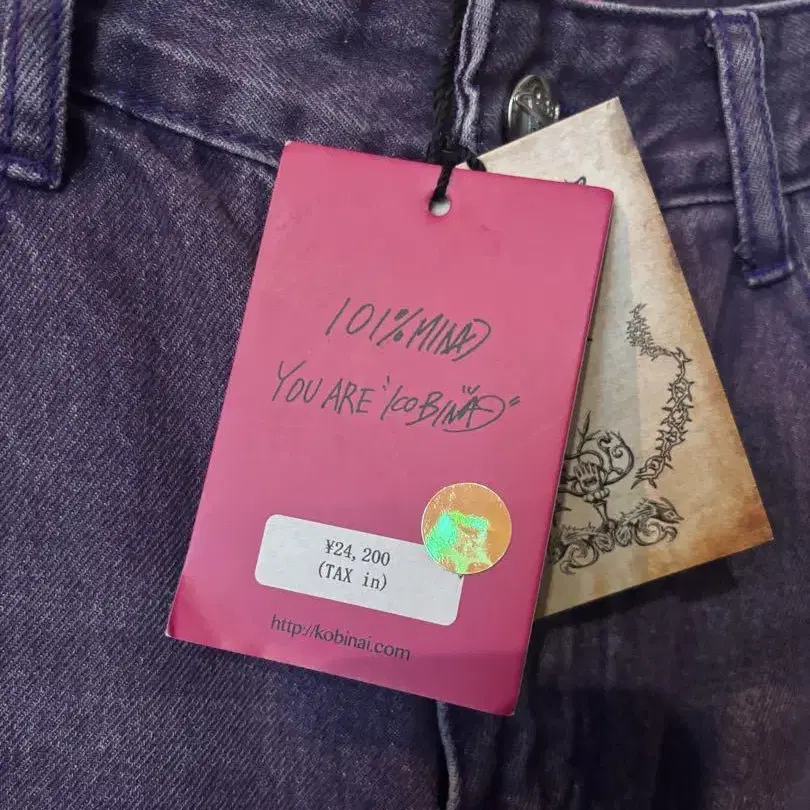 101%MINAI
YOU ARE "KOBINAI"
¥24,200
(TAX in)
http://kobinai.com